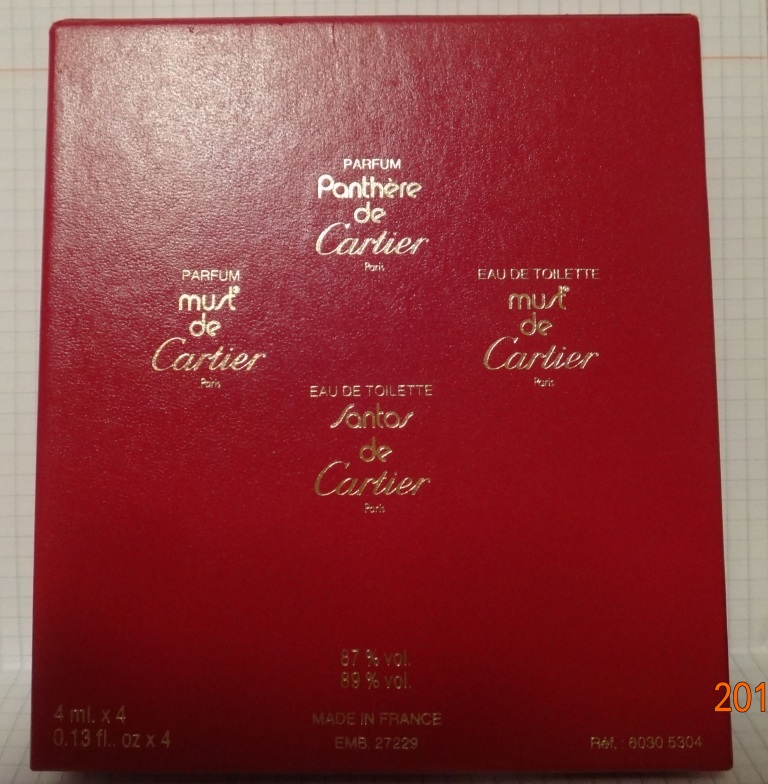 PARFUM
Panthère
de
Cartier
Paris
PARFUM
must®
de
Cartier
Paris
EAU DE TOILETTE
must®
de
Cartier
Paris
EAU DE TOILETTE
Santos
de
Cartier
Paris
87 % vol.
89 % vol.
4 ml. x 4
0.13 fl.. oz x 4
MADE IN FRANCE
EMB. 27229
Réf. : 6030 5304
201